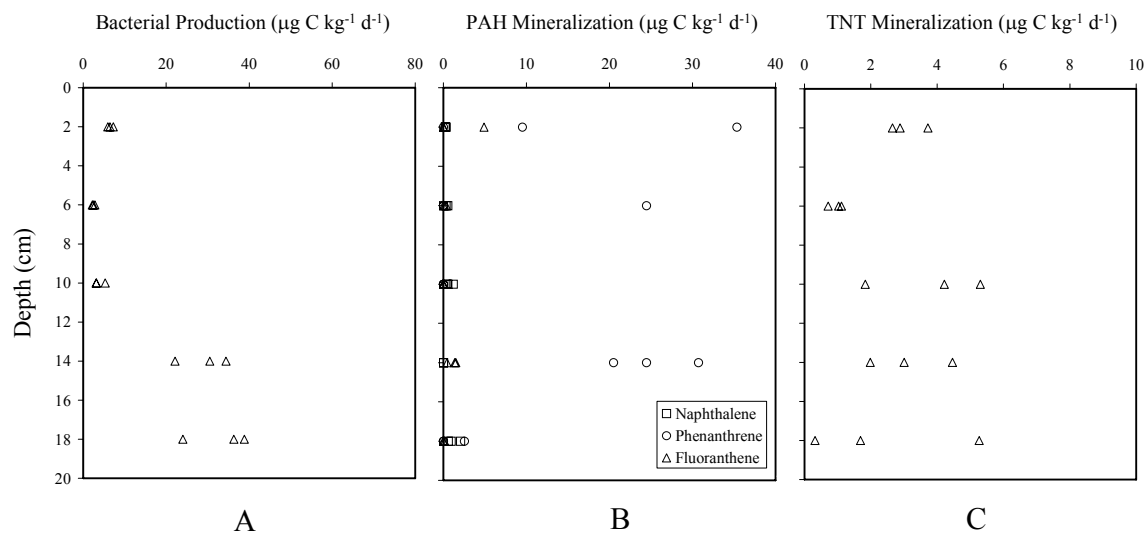 Bacterial Production (μg C kg⁻¹ d⁻¹)
PAH Mineralization (μg C kg⁻¹ d⁻¹)
TNT Mineralization (μg C kg⁻¹ d⁻¹)
0 20 40 60 80
0 10 20 30 40
0 2 4 6 8 10
Depth (cm)
0
2
4
6
8
10
12
14
16
18
20
Naphthalene
Phenanthrene
Fluoranthene
A
B
C